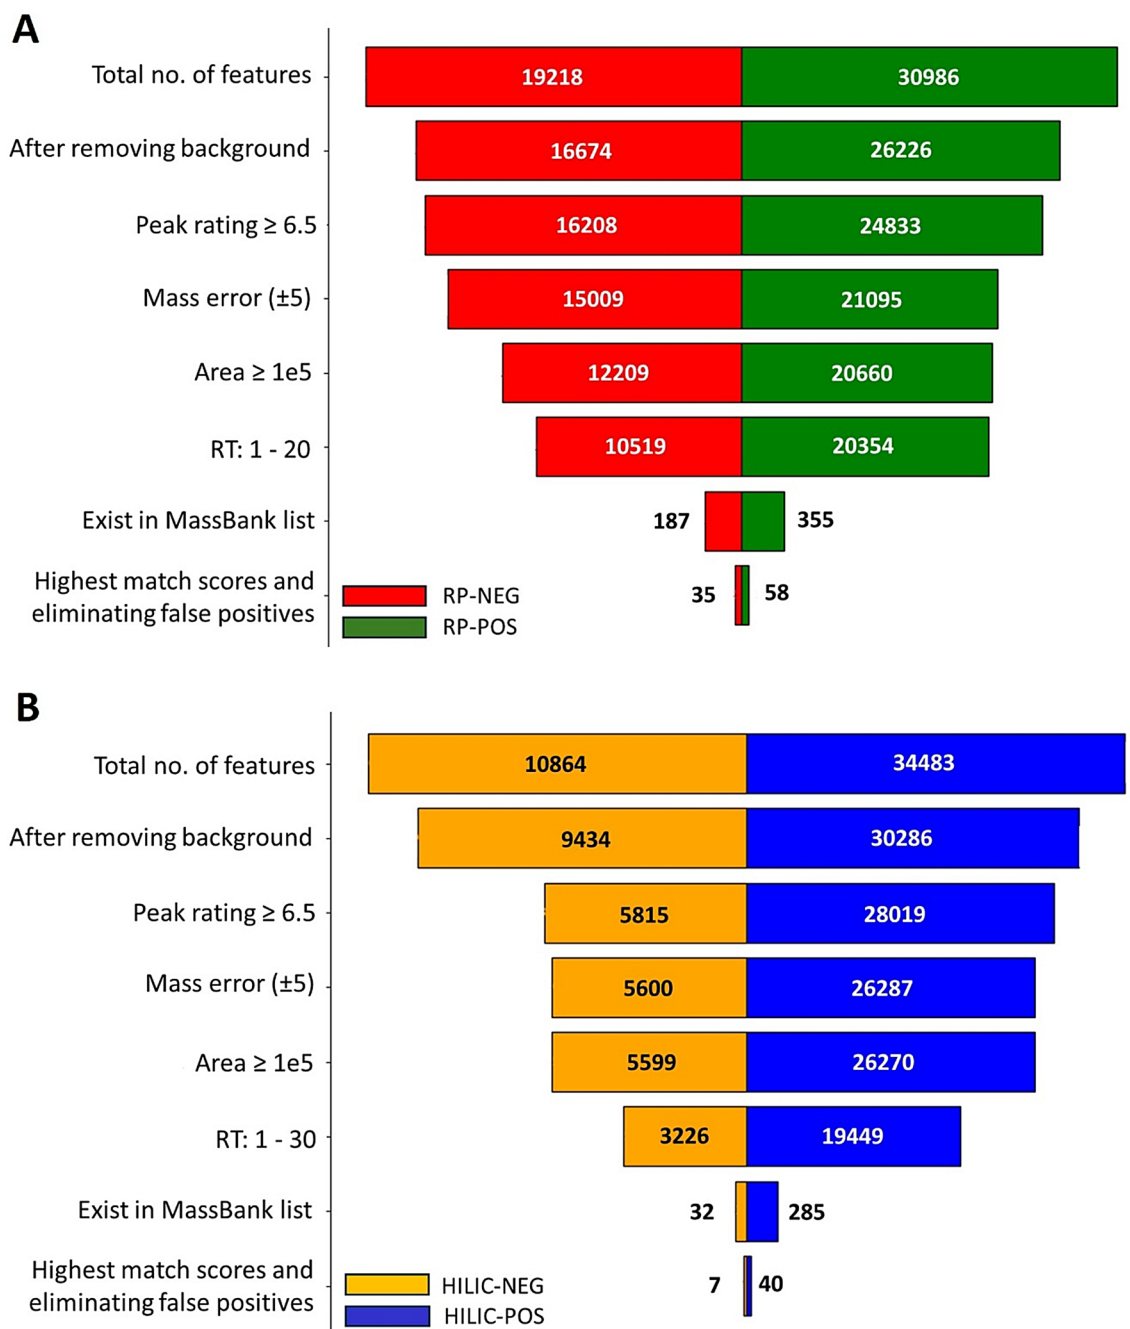 A
Total no. of features 19218 30986
After removing background 16674 26226
Peak rating ≥ 6.5 16208 24833
Mass error (±5) 15009 21095
Area ≥ 1e5 12209 20660
RT: 1 - 20 10519 20354
Exist in MassBank list 187 355
Highest match scores and
eliminating false positives 35 58
RP-NEG
RP-POS
B
Total no. of features 10864 34483
After removing background 9434 30286
Peak rating ≥ 6.5 5815 28019
Mass error (±5) 5600 26287
Area ≥ 1e5 5599 26270
RT: 1 - 30 3226 19449
Exist in MassBank list 32 285
Highest match scores and
eliminating false positives 7 40
HILIC-NEG
HILIC-POS